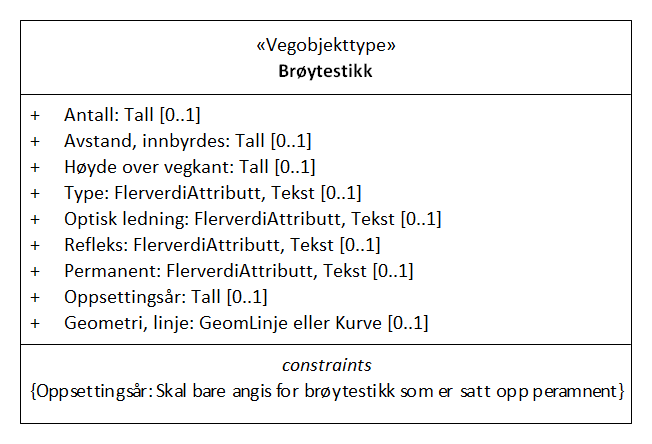 «Vegobjekttype»
Brøytestikk
+ Antall: Tall [0..1]
+ Avstand, innbyrdes: Tall [0..1]
+ Høyde over vegkant: Tall [0..1]
+ Type: FlerverdiAttributt, Tekst [0..1]
+ Optisk ledning: FlerverdiAttributt, Tekst [0..1]
+ Refleks: FlerverdiAttributt, Tekst [0..1]
+ Permanent: FlerverdiAttributt, Tekst [0..1]
+ Oppsettingsår: Tall [0..1]
+ Geometri, linje: GeomLinje eller Kurve [0..1]
constraints
{Oppsettingsår: Skal bare angis for brøytestikk som er satt opp peramnent}